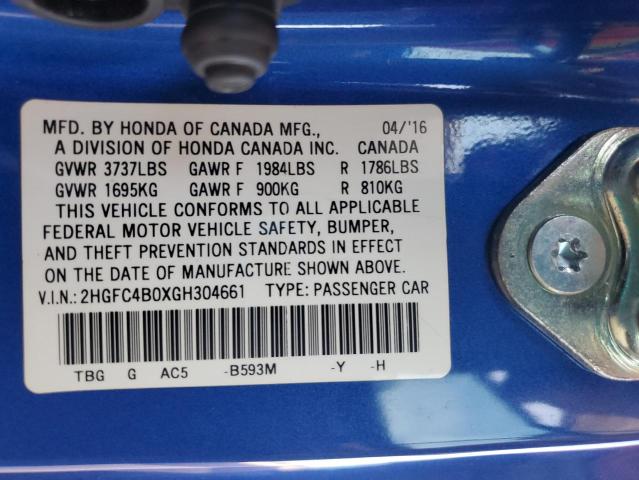 MFD. BY HONDA OF CANADA MFG., 04/'16
A DIVISION OF HONDA CANADA INC. CANADA
GVWR 3737LBS GAWR F 1984LBS R 1786LBS
GVWR 1695KG GAWR F 900KG R 810KG
THIS VEHICLE CONFORMS TO ALL APPLICABLE
FEDERAL MOTOR VEHICLE SAFETY, BUMPER,
AND THEFT PREVENTION STANDARDS IN EFFECT
ON THE DATE OF MANUFACTURE SHOWN ABOVE.
V.I.N.: 2HGFC4B0XGH304661 TYPE: PASSENGER CAR
TBG G AC5 -B593M -Y -H